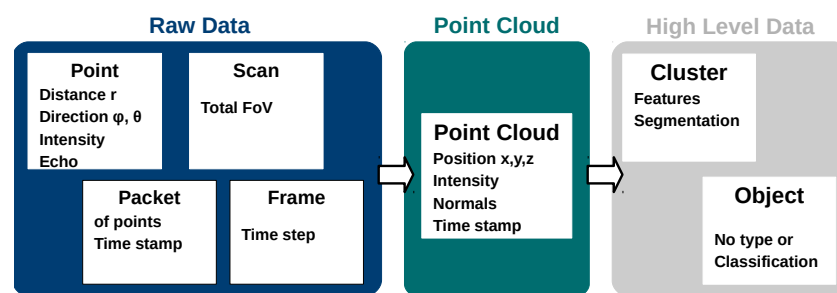 Raw Data
Point
Distance r
Direction φ, θ
Intensity
Echo
Scan
Total FoV
Packet
of points
Time stamp
Frame
Time step
Point Cloud
Point Cloud
Position x,y,z
Intensity
Normals
Time stamp
High Level Data
Cluster
Features
Segmentation
Object
No type or
Classification